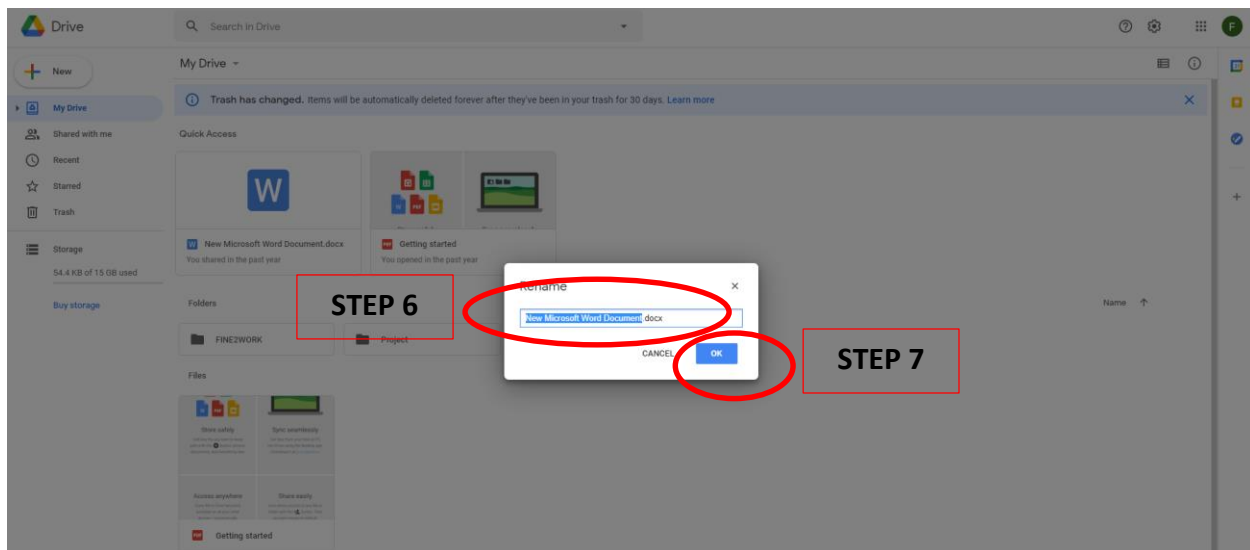 Drive
Search in Drive
New
My Drive
Trash has changed. Items will be automatically deleted forever after they've been in your trash for 30 days. Learn more
My Drive
Shared with me
Recent
Starred
Trash
Storage
54.4 KB of 15 GB used
Buy storage
Quick Access
W
W New Microsoft Word Document.docx
You shared in the past year
PDF Getting started
You opened in the past year
Folders
Name
FINE2WORK
Project
STEP 6
Rename
New Microsoft Word Document.docx
CANCEL
OK
STEP 7
Files
Store safely
Sync seamlessly
Access anywhere
Share easily
PDF Getting started
F